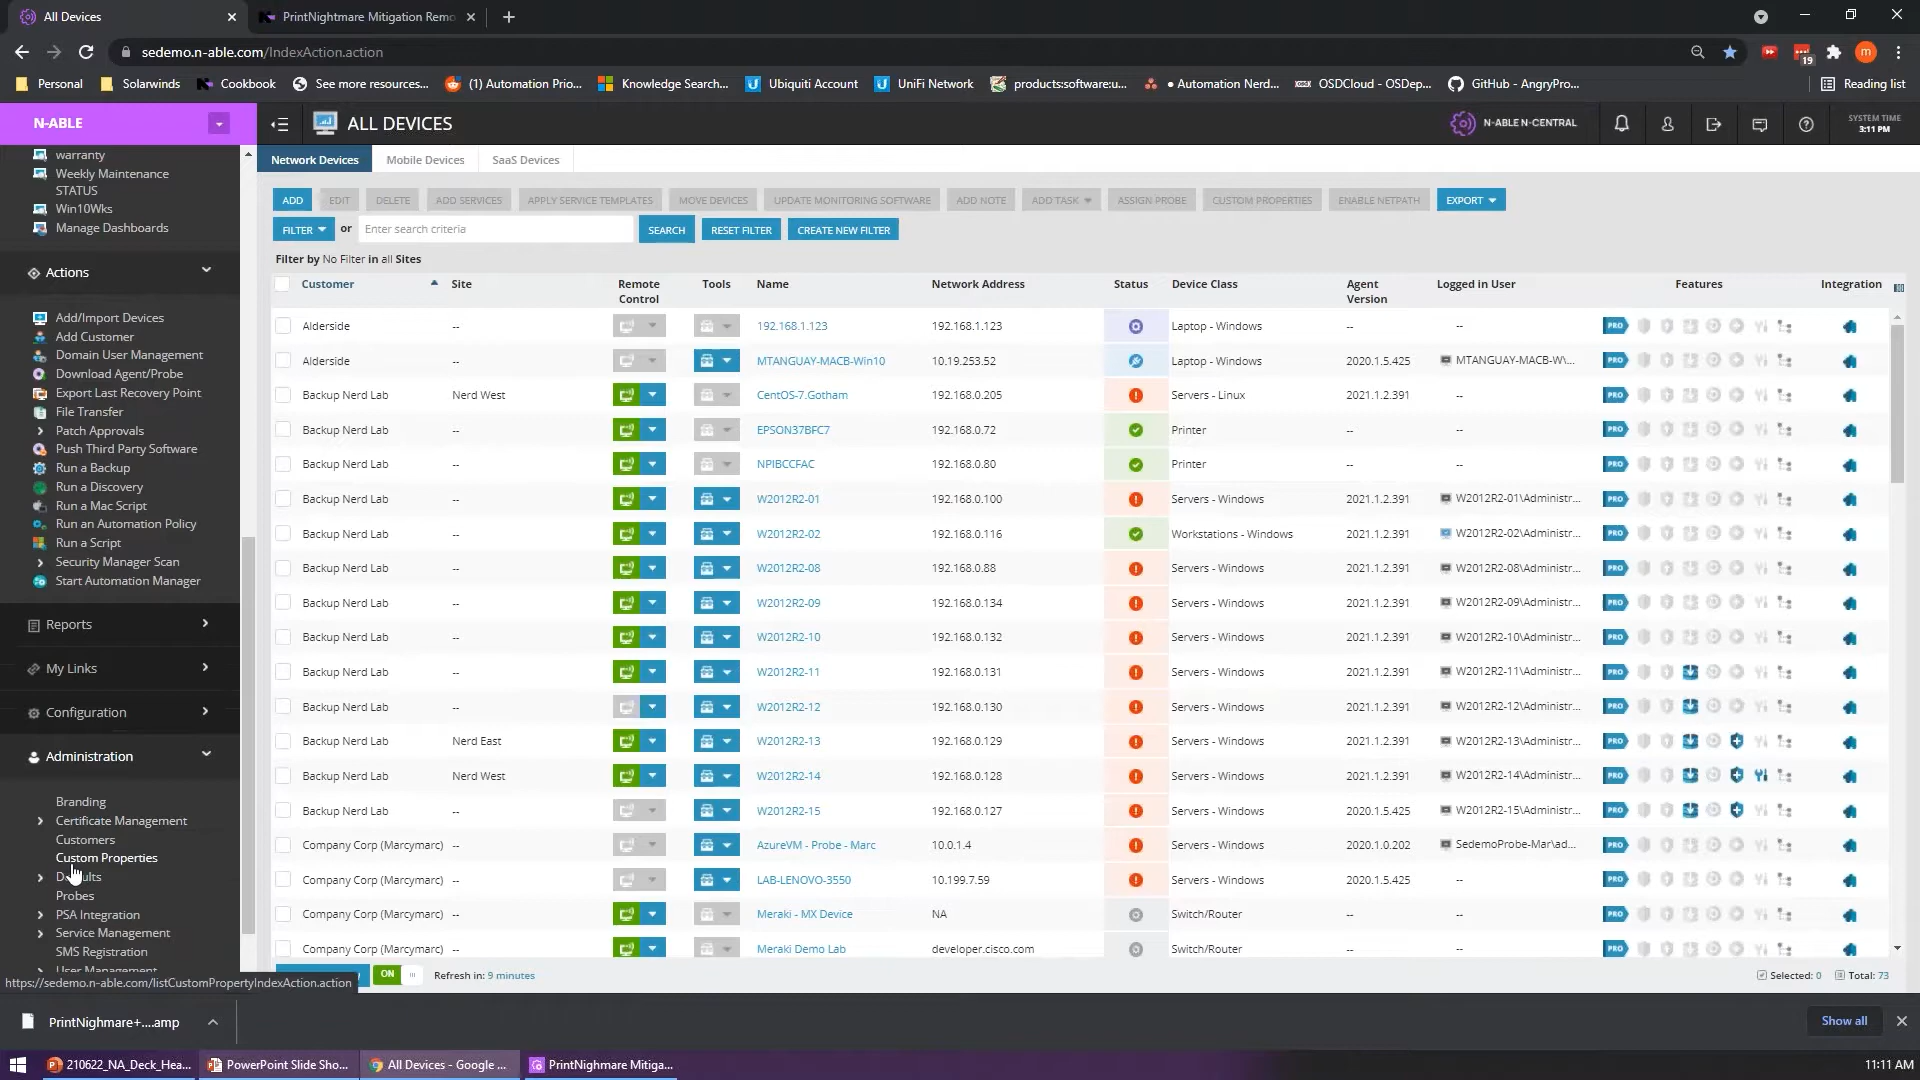 All Devices
PrintNightmare Mitigation Remo
sedemo.n-able.com/IndexAction.action
19
m
Personal
Solarwinds
Cookbook
See more resources...
(1) Automation Prio...
Knowledge Search...
Ubiquiti Account
UniFi Network
products:software:u...
• Automation Nerd...
OSDCloud - OSDep...
GitHub - AngryPro...
Reading list
N-ABLE
ALL DEVICES
N-ABLE N-CENTRAL
SYSTEM TIME
3:11 PM
warranty
Weekly Maintenance
STATUS
Win10Wks
Manage Dashboards
Actions
Add/Import Devices
Add Customer
Domain User Management
Download Agent/Probe
Export Last Recovery Point
File Transfer
Patch Approvals
Push Third Party Software
Run a Backup
Run a Discovery
Run a Mac Script
Run an Automation Policy
Run a Script
Security Manager Scan
Start Automation Manager
Reports
My Links
Configuration
Administration
Branding
Certificate Management
Customers
Custom Properties
Probes
PSA Integration
Service Management
SMS Registration
User Management
https://sedemo.n-able.com/listCustomPropertyIndexAction.action
Network Devices Mobile Devices SaaS Devices
ADD EDIT DELETE ADD SERVICES APPLY SERVICE TEMPLATES MOVE DEVICES UPDATE MONITORING SOFTWARE ADD NOTE ADD TASK ASSIGN PROBE CUSTOM PROPERTIES ENABLE NETPATH EXPORT
FILTER or Enter search criteria SEARCH RESET FILTER CREATE NEW FILTER
Filter by No Filter in all Sites
Customer Site Remote Control Tools Name Network Address Status Device Class Agent Version Logged in User Features Integration
Alderside -- 192.168.1.123 192.168.1.123 Laptop - Windows -- -- PRO
Alderside -- MTANGUAY-MACB-Win10 10.19.253.52 Laptop - Windows 2020.1.5.425 MTANGUAY-MACB-W\... PRO
Backup Nerd Lab Nerd West CentOS-7.Gotham 192.168.0.205 Servers - Linux 2021.1.2.391 -- PRO
Backup Nerd Lab -- EPSON37BFC7 192.168.0.72 Printer -- -- PRO
Backup Nerd Lab -- NPIBCCFAC 192.168.0.80 Printer -- -- PRO
Backup Nerd Lab -- W2012R2-01 192.168.0.100 Servers - Windows 2021.1.2.391 W2012R2-01\Administr... PRO
Backup Nerd Lab -- W2012R2-02 192.168.0.116 Workstations - Windows 2021.1.2.391 W2012R2-02\Administr... PRO
Backup Nerd Lab -- W2012R2-08 192.168.0.88 Servers - Windows 2021.1.2.391 W2012R2-08\Administr... PRO
Backup Nerd Lab -- W2012R2-09 192.168.0.134 Servers - Windows 2021.1.2.391 W2012R2-09\Administr... PRO
Backup Nerd Lab -- W2012R2-10 192.168.0.132 Servers - Windows 2021.1.2.391 W2012R2-10\Administr... PRO
Backup Nerd Lab -- W2012R2-11 192.168.0.131 Servers - Windows 2021.1.2.391 W2012R2-11\Administr... PRO
Backup Nerd Lab -- W2012R2-12 192.168.0.130 Servers - Windows 2021.1.2.391 W2012R2-12\Administr... PRO
Backup Nerd Lab Nerd East W2012R2-13 192.168.0.129 Servers - Windows 2021.1.2.391 W2012R2-13\Administr... PRO
Backup Nerd Lab Nerd West W2012R2-14 192.168.0.128 Servers - Windows 2021.1.2.391 W2012R2-14\Administr... PRO
Backup Nerd Lab -- W2012R2-15 192.168.0.127 Servers - Windows 2020.1.5.425 W2012R2-15\Administr... PRO
Company Corp (Marcymarc) -- AzureVM - Probe - Marc 10.0.1.4 Servers - Windows 2020.1.0.202 SedemoProbe-Mar\ad... PRO
Company Corp (Marcymarc) -- LAB-LENOVO-3550 10.199.7.59 Servers - Windows 2020.1.5.425 -- PRO
Company Corp (Marcymarc) -- Meraki - MX Device NA Switch/Router -- -- PRO
Company Corp (Marcymarc) -- Meraki Demo Lab developer.cisco.com Switch/Router -- -- PRO
ON Refresh in: 9 minutes Selected: 0 Total: 73
PrintNighmare+....amp
Show all
210622_NA_Deck_Hea...
PowerPoint Slide Sho...
All Devices - Google ...
PrintNightmare Mitiga...
11:11 AM